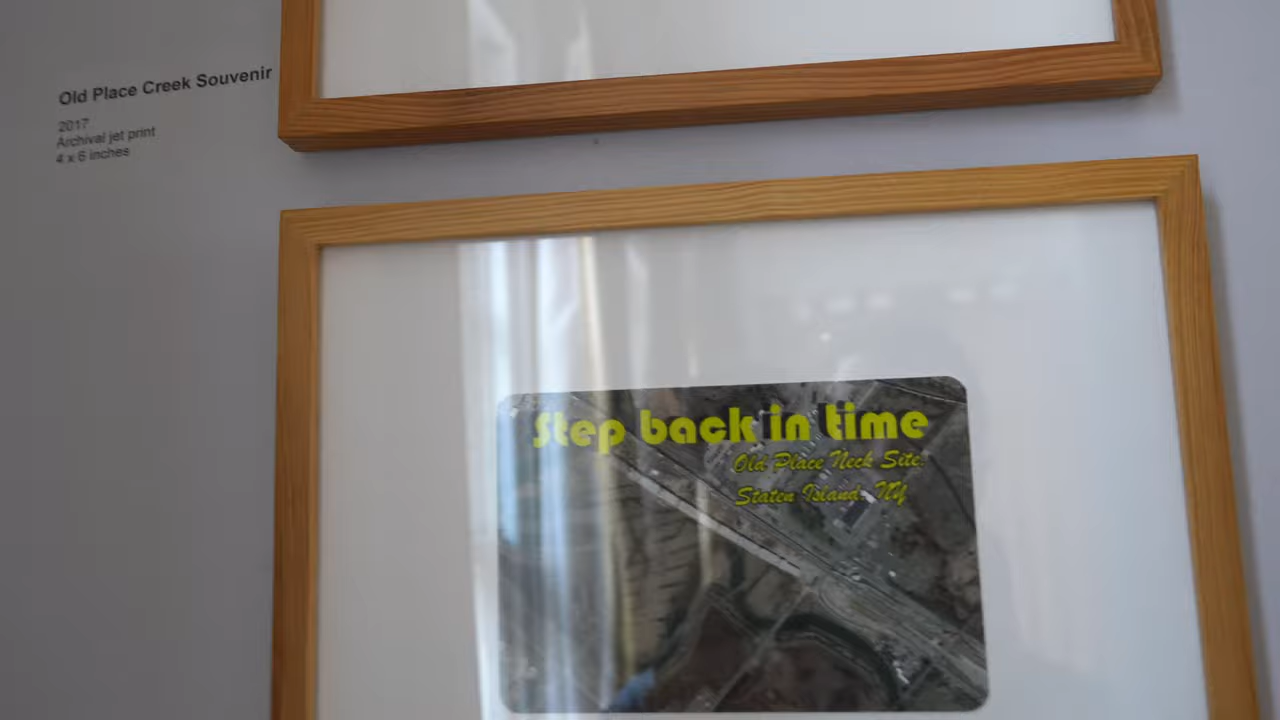 Old Place Creek Souvenir
2017
Archival jet print
4 x 6 inches
Step back in time
Old Place Neck Site,
Staten Island, NY